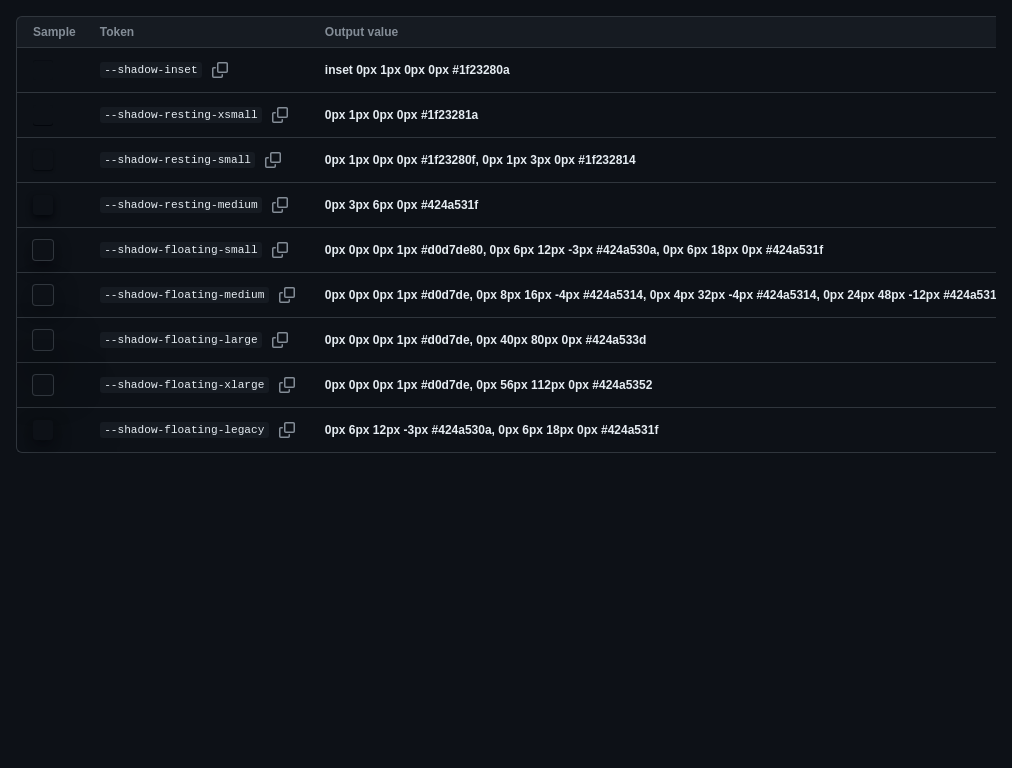 Sample Token Output value
--shadow-inset inset 0px 1px 0px 0px #1f23280a
--shadow-resting-xsmall 0px 1px 0px 0px #1f23281a
--shadow-resting-small 0px 1px 0px 0px #1f23280f, 0px 1px 3px 0px #1f232814
--shadow-resting-medium 0px 3px 6px 0px #424a531f
--shadow-floating-small 0px 0px 0px 1px #d0d7de80, 0px 6px 12px -3px #424a530a, 0px 6px 18px 0px #424a531f
--shadow-floating-medium 0px 0px 0px 1px #d0d7de, 0px 8px 16px -4px #424a5314, 0px 4px 32px -4px #424a5314, 0px 24px 48px -12px #424a531
--shadow-floating-large 0px 0px 0px 1px #d0d7de, 0px 40px 80px 0px #424a533d
--shadow-floating-xlarge 0px 0px 0px 1px #d0d7de, 0px 56px 112px 0px #424a5352
--shadow-floating-legacy 0px 6px 12px -3px #424a530a, 0px 6px 18px 0px #424a531f